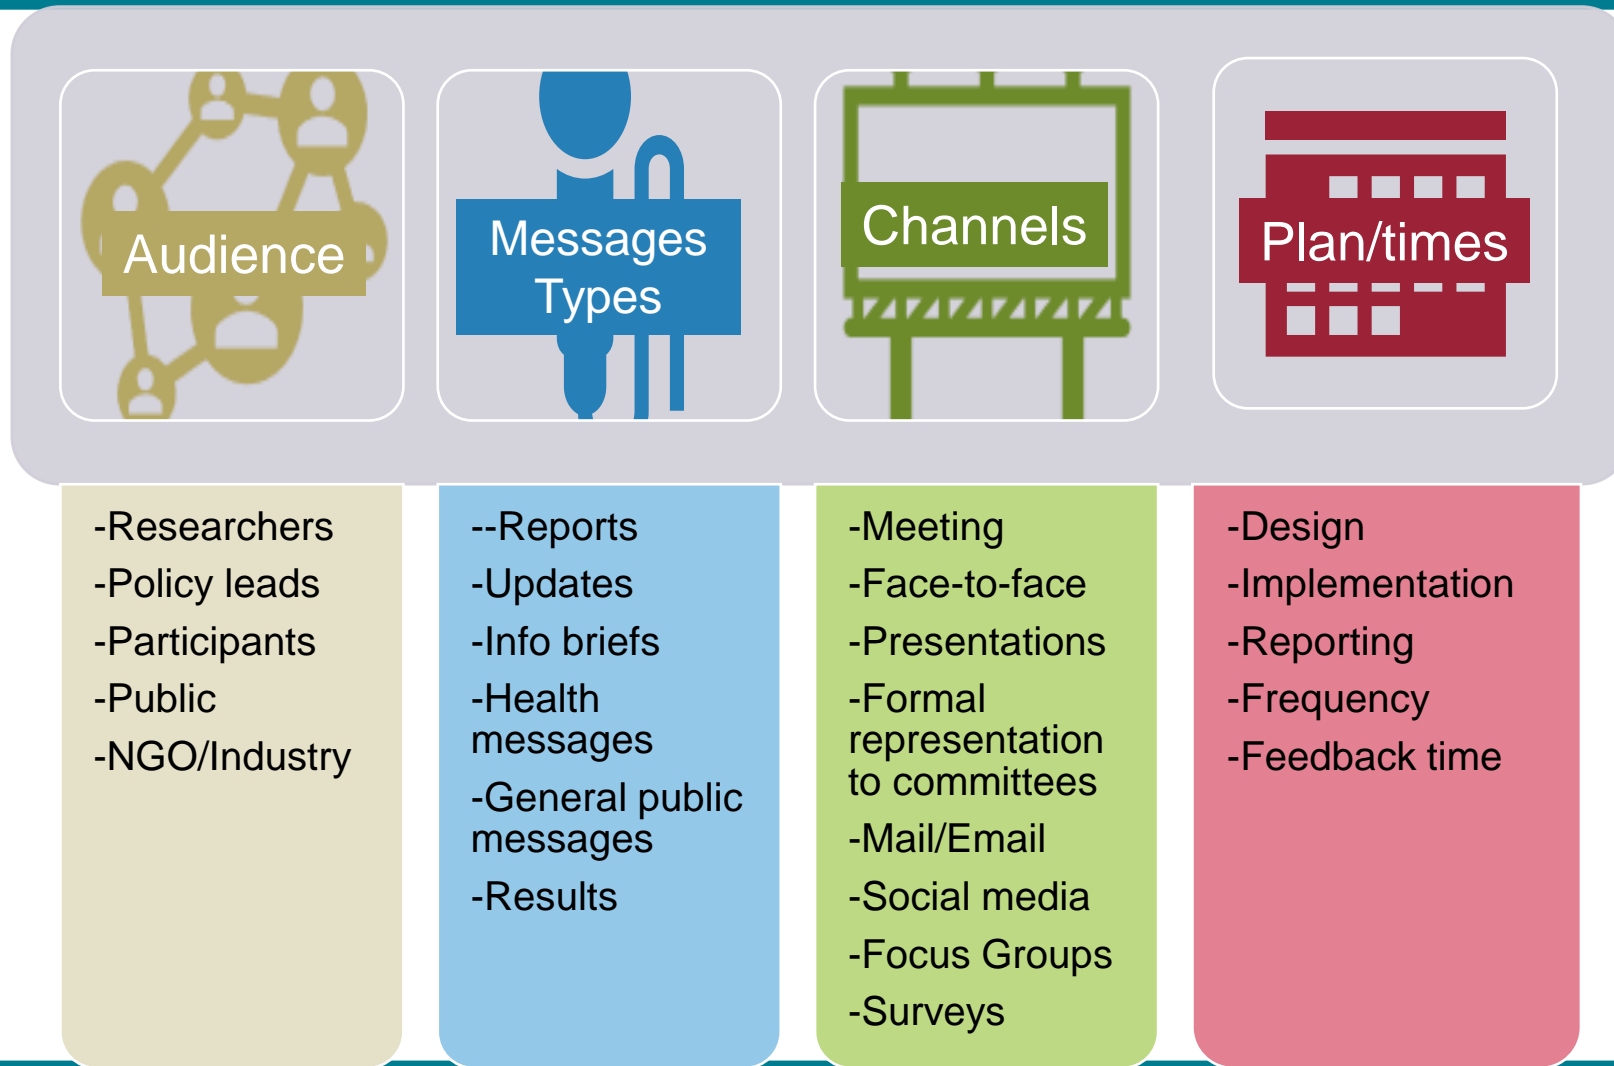 Audience
Messages
Types
Channels
Plan/times
-Researchers
-Policy leads
-Participants
-Public
-NGO/Industry
--Reports
-Updates
-Info briefs
-Health
messages
-General public
messages
-Results
-Meeting
-Face-to-face
-Presentations
-Formal
representation
to committees
-Mail/Email
-Social media
-Focus Groups
-Surveys
-Design
-Implementation
-Reporting
-Frequency
-Feedback time